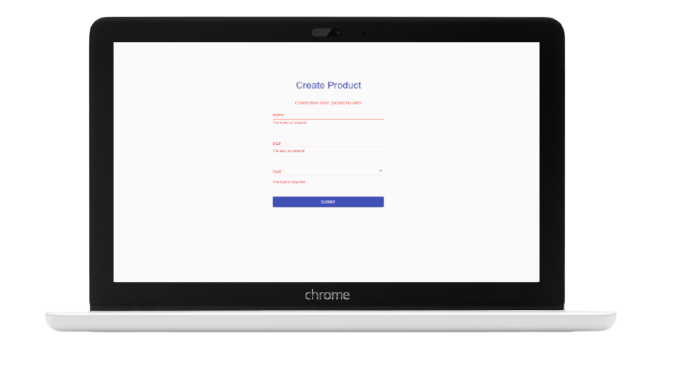 Create Product
Connection error, please try later
name
The name is required
size
The size is required
type
The type is required
SUBMIT
chrome